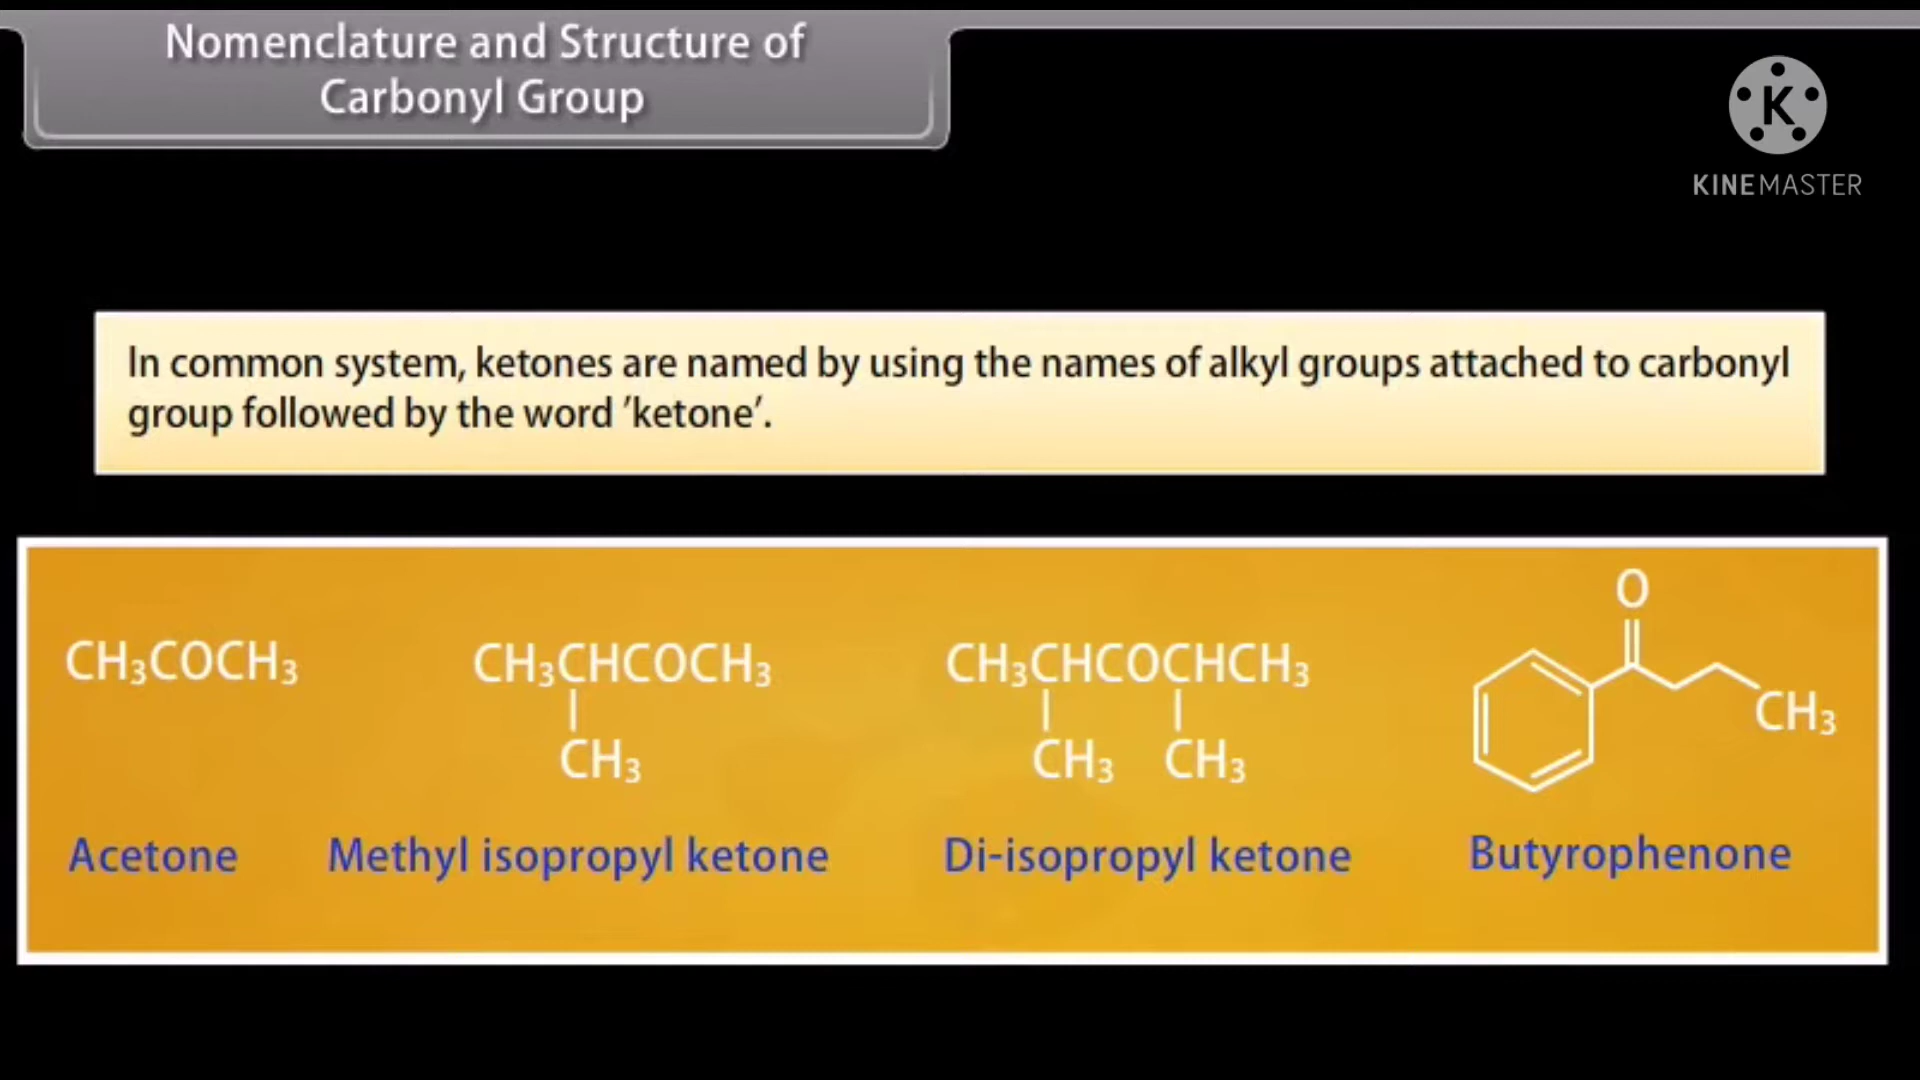 Nomenclature and Structure of
Carbonyl Group
K
KINEMASTER
In common system, ketones are named by using the names of alkyl groups attached to carbonyl
group followed by the word 'ketone'.
O
CH₃COCH₃ CH₃CHCOCH₃ CH₃CHCOCHCH₃
CH₃
CH₃ CH₃ CH₃
Acetone Methyl isopropyl ketone Di-isopropyl ketone Butyrophenone